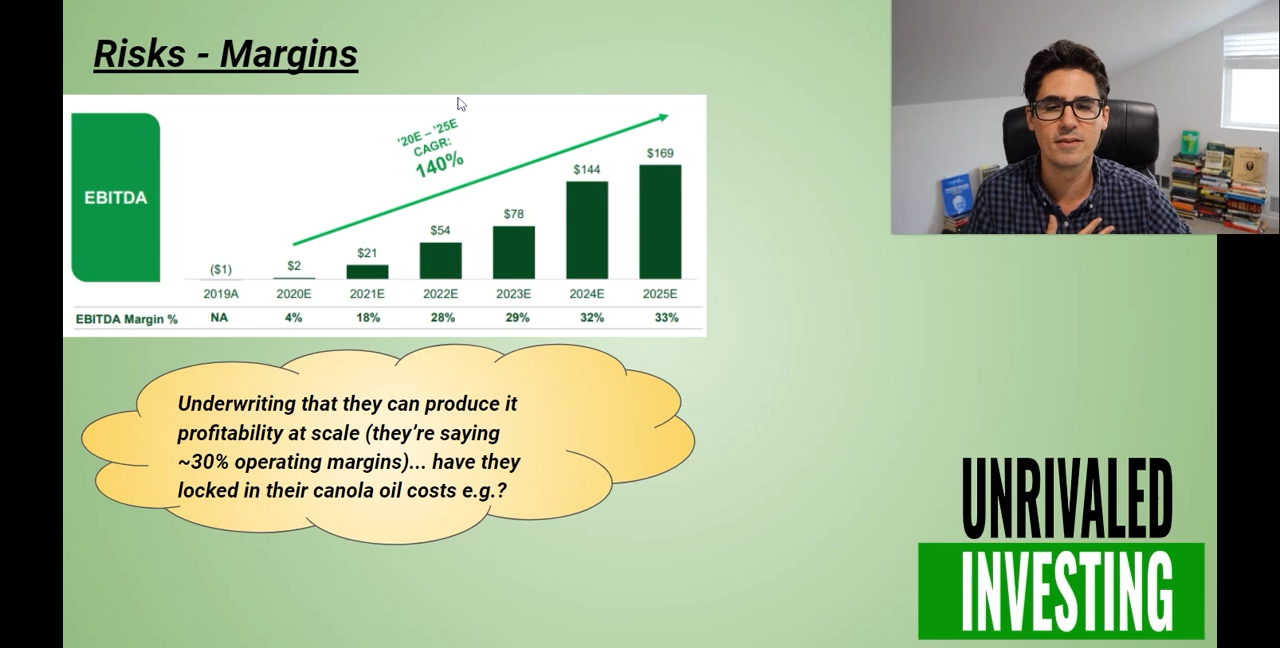 Risks - Margins
EBITDA
'20E – '25E
CAGR:
140%
($1) $2 $21 $54 $78 $144 $169
2019A 2020E 2021E 2022E 2023E 2024E 2025E
EBITDA Margin % NA 4% 18% 28% 29% 32% 33%
Underwriting that they can produce it
profitability at scale (they're saying
~30% operating margins)... have they
locked in their canola oil costs e.g.?
UNRIVALED
INVESTING